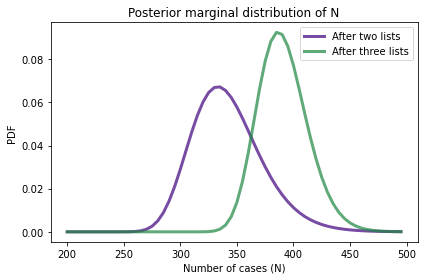 Posterior marginal distribution of N
After two lists
After three lists
PDF
0.08
0.06
0.04
0.02
0.00
200 250 300 350 400 450 500
Number of cases (N)